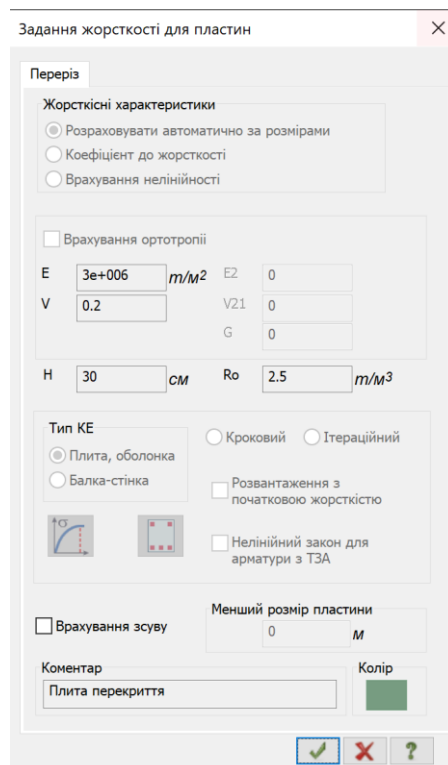 Задання жорсткості для пластин
Переріз
Жорсткісні характеристики
Розраховувати автоматично за розмірами
Коефіцієнт до жорсткості
Врахування нелінійності
Врахування ортотропії
E 3e+006 т/м² E2 0
V 0.2 V21 0
G 0
H 30 см Ro 2.5 т/м³
Тип КЕ
Плита, оболонка
Балка-стінка
Кроковий Ітераційний
Розвантаження з
початковою жорсткістю
σ
Нелінійний закон для
арматури з ТЗА
Врахування зсуву
Менший розмір пластини
0 м
Коментар
Плита перекриття
Колір
?